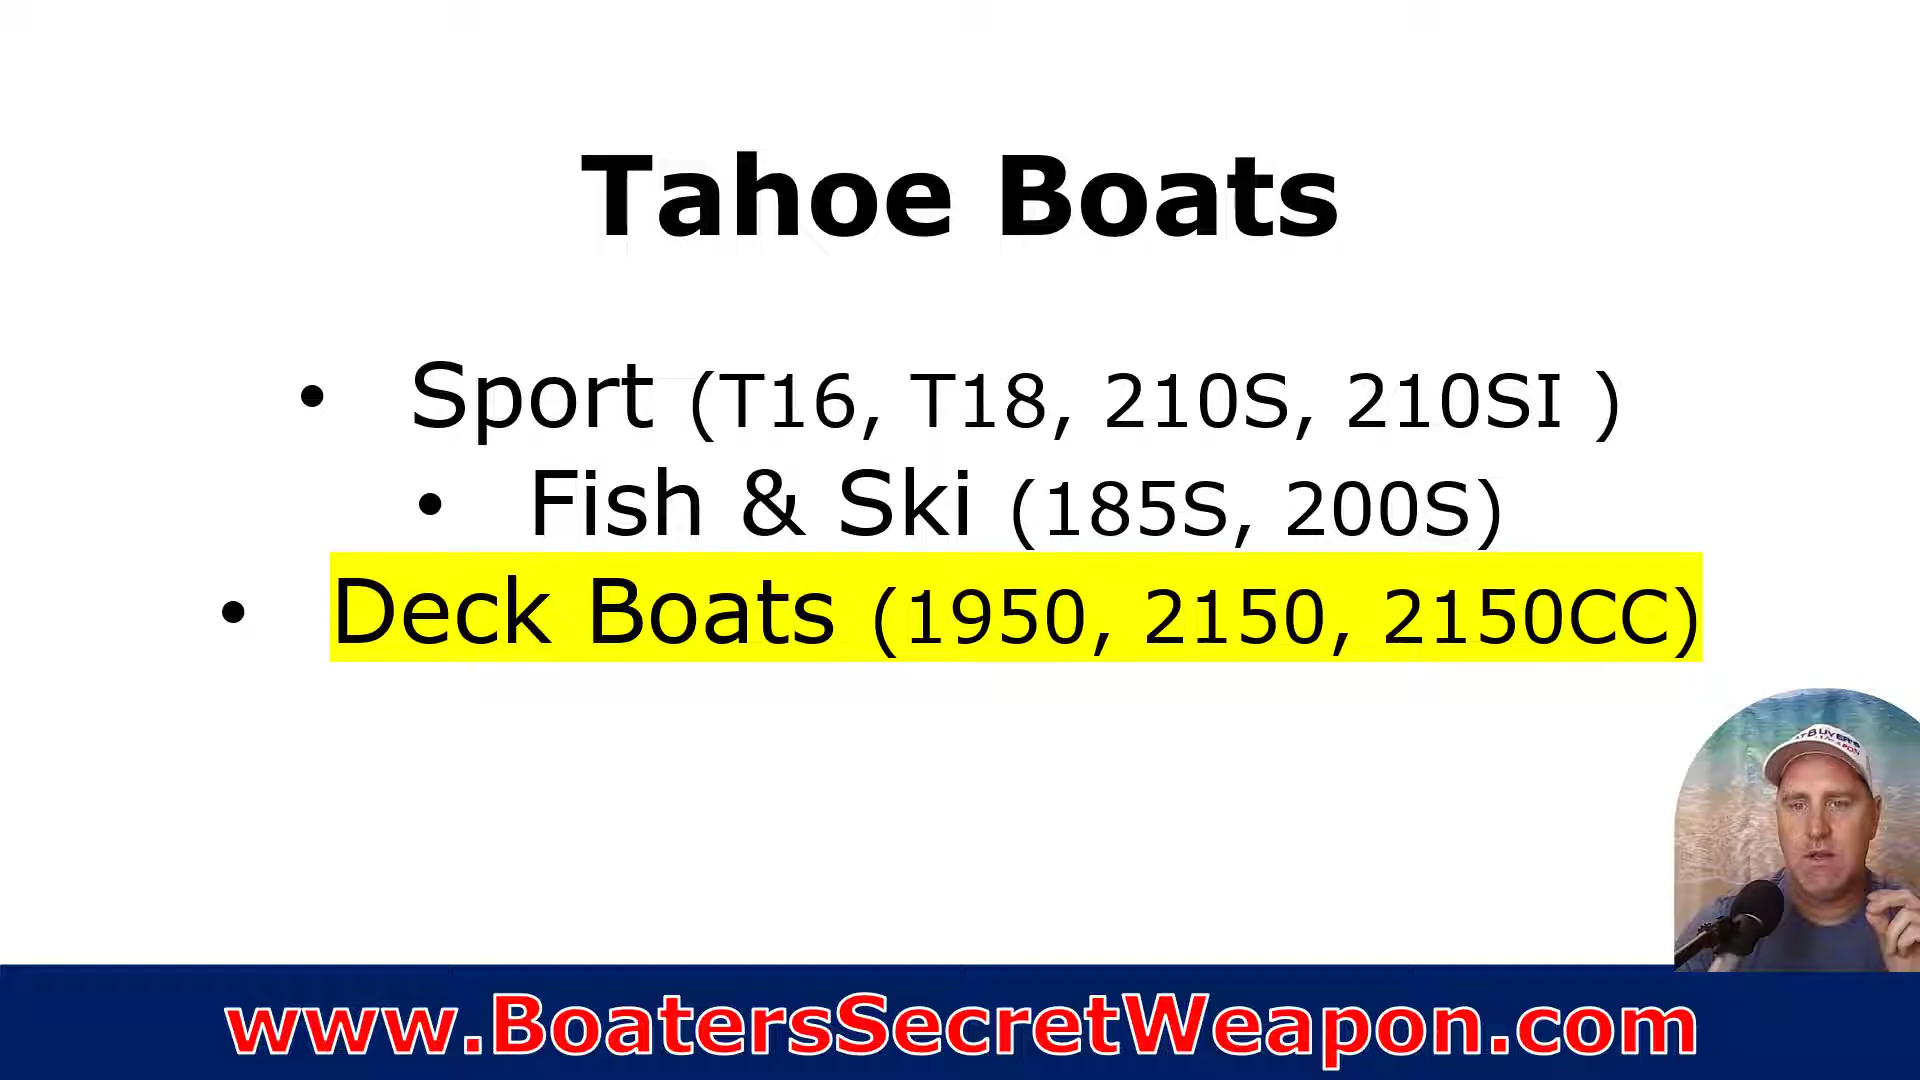 Tahoe Boats
• Sport (T16, T18, 210S, 210SI )
• Fish & Ski (185S, 200S)
• Deck Boats (1950, 2150, 2150CC)
www.BoatersSecretWeapon.com